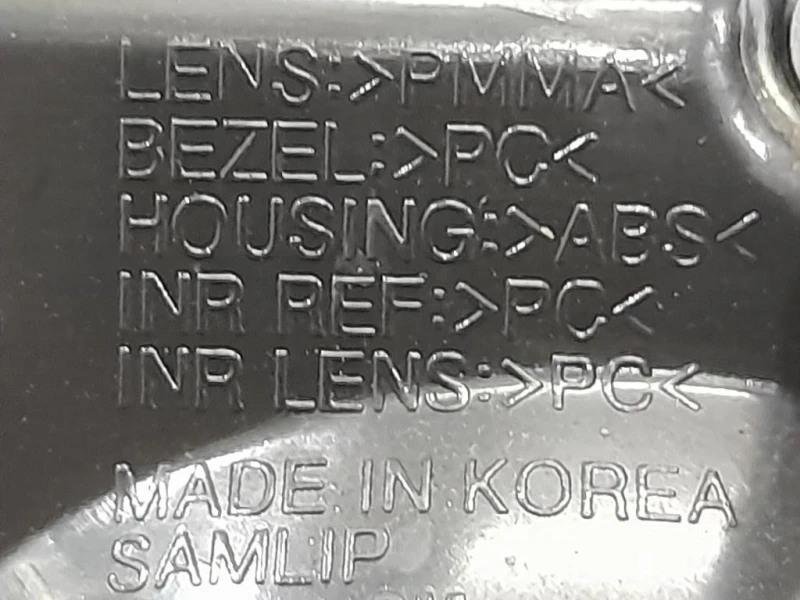 LENS:>PMMA<
BEZEL:>PC<
HOUSING:>ABS<
INR REF:>PC<
INR LENS:>PC<
MADE IN KOREA
SAMLIP